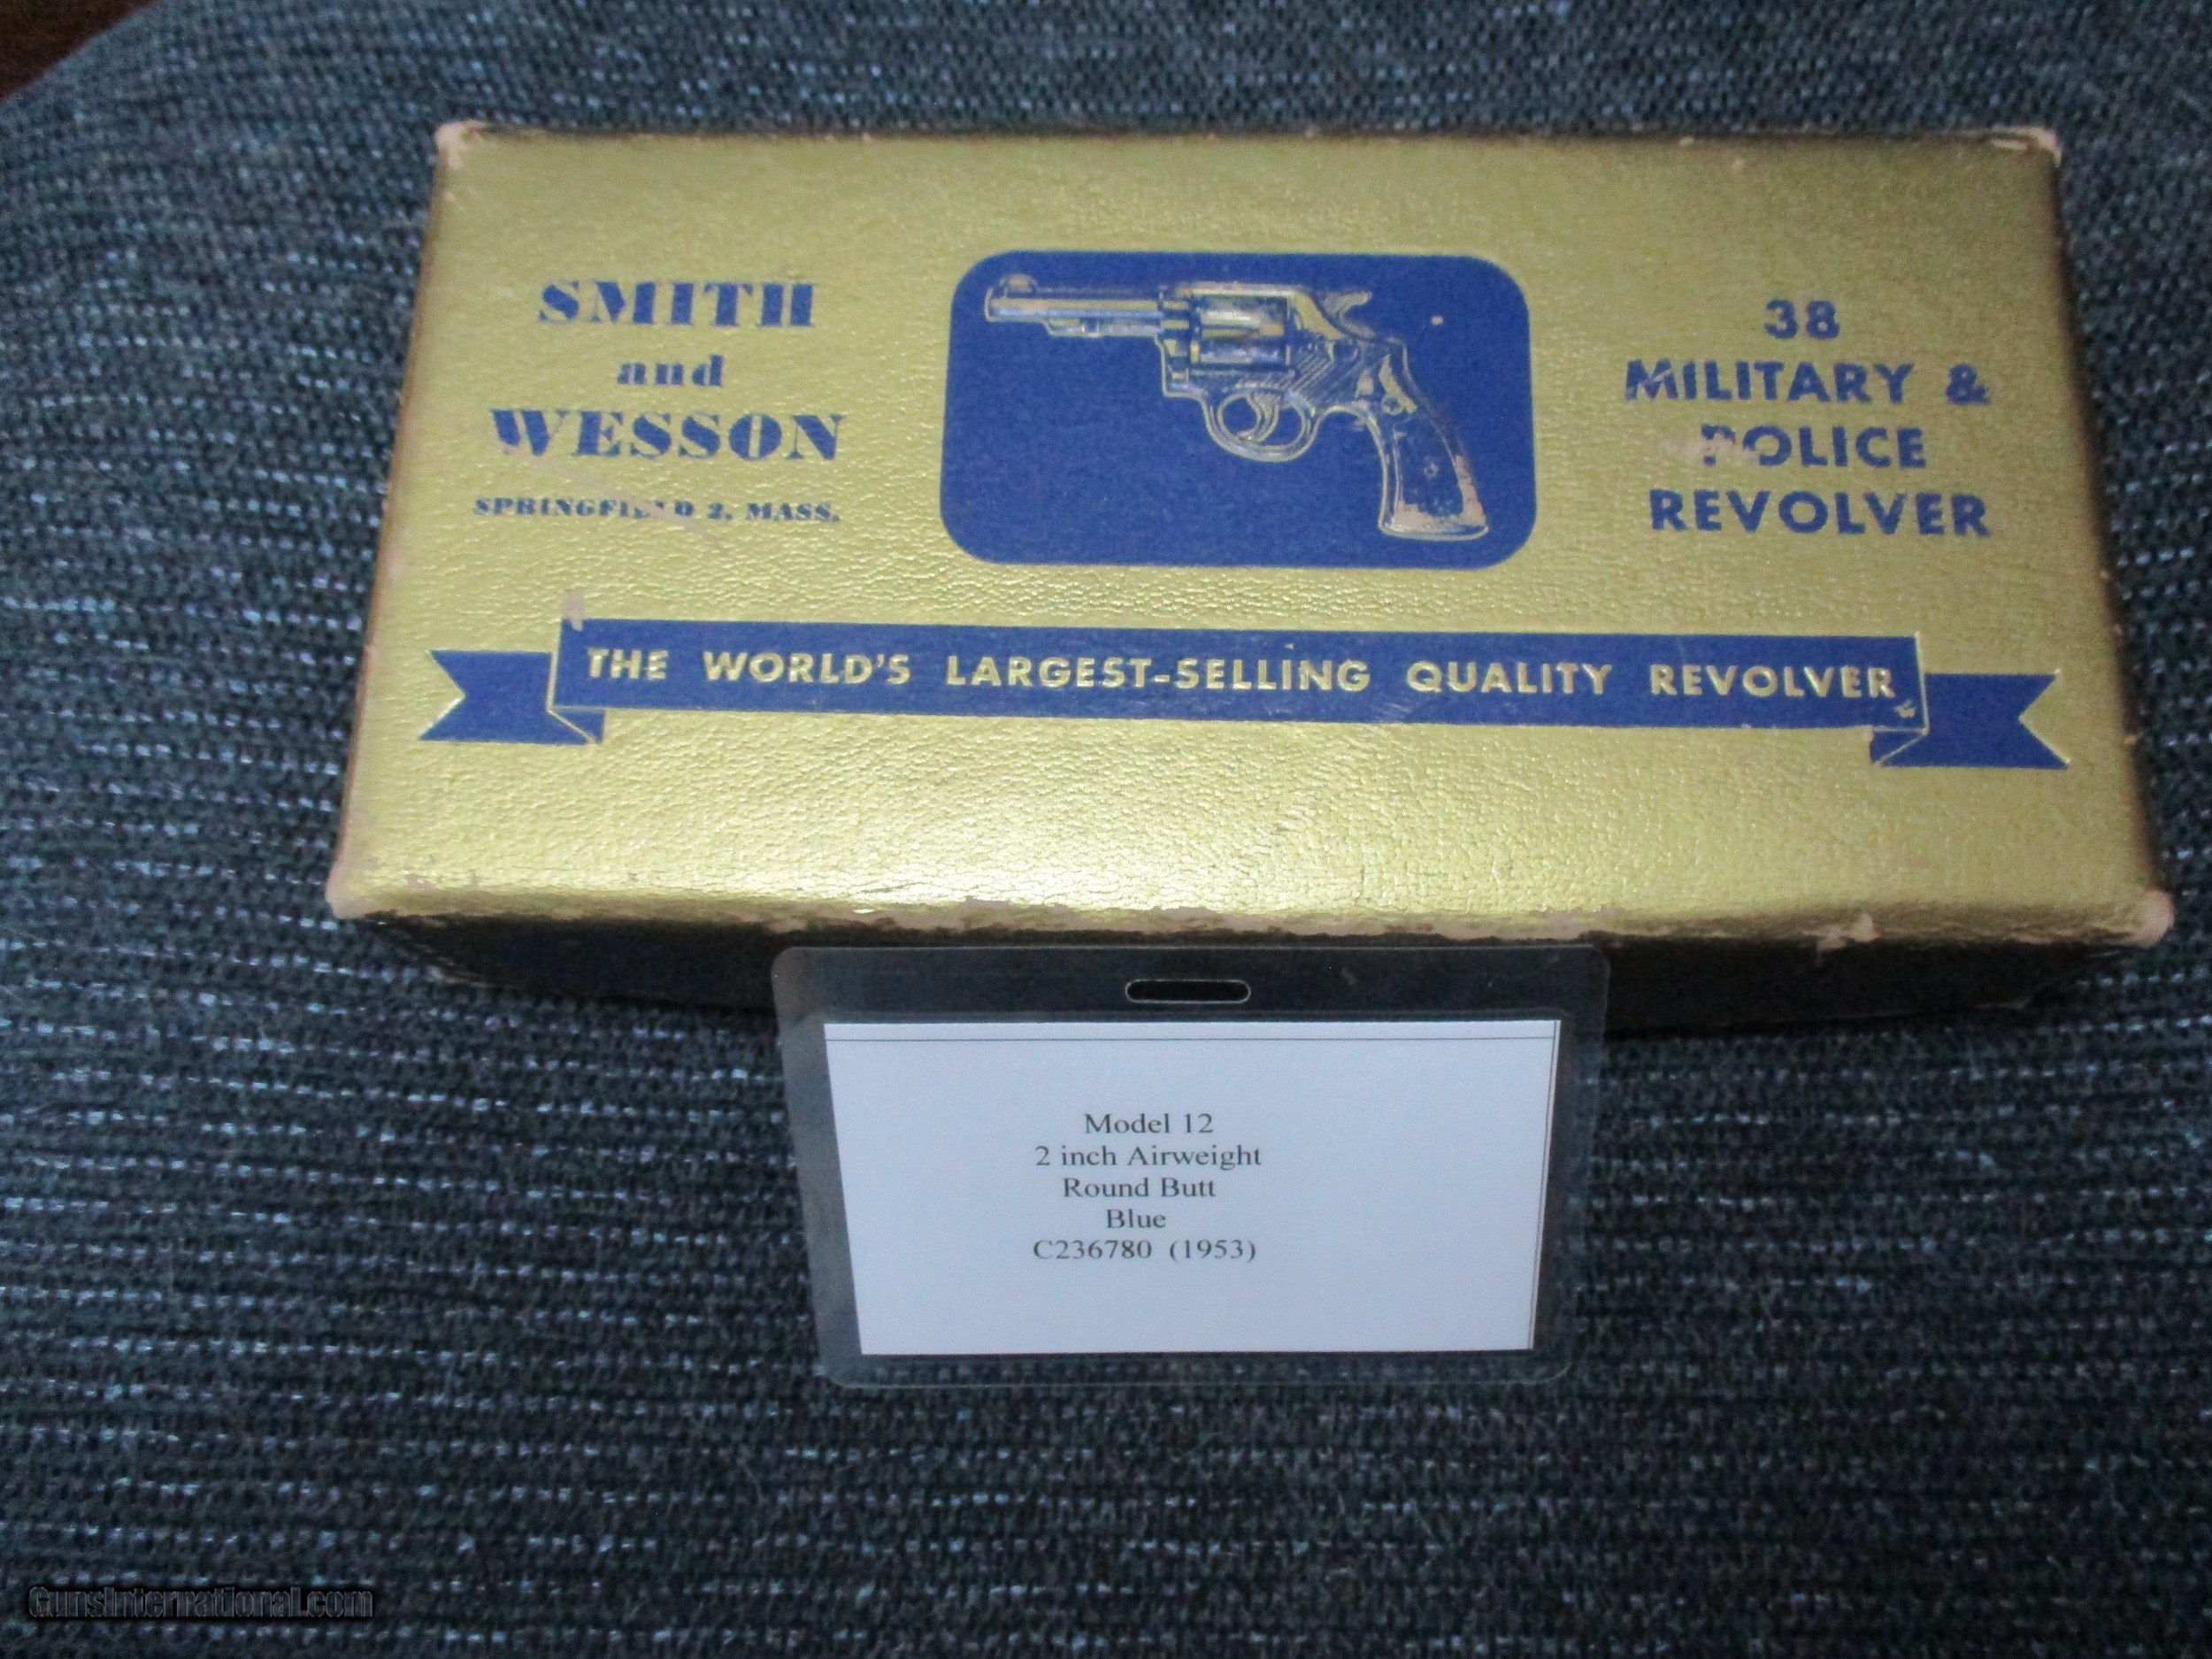 SMITH
and
WESSON
SPRINGFIELD 2, MASS.
38
MILITARY &
POLICE
REVOLVER
THE WORLD'S LARGEST-SELLING QUALITY REVOLVER
Model 12
2 inch Airweight
Round Butt
Blue
C236780 (1953)
GunsInternational.com